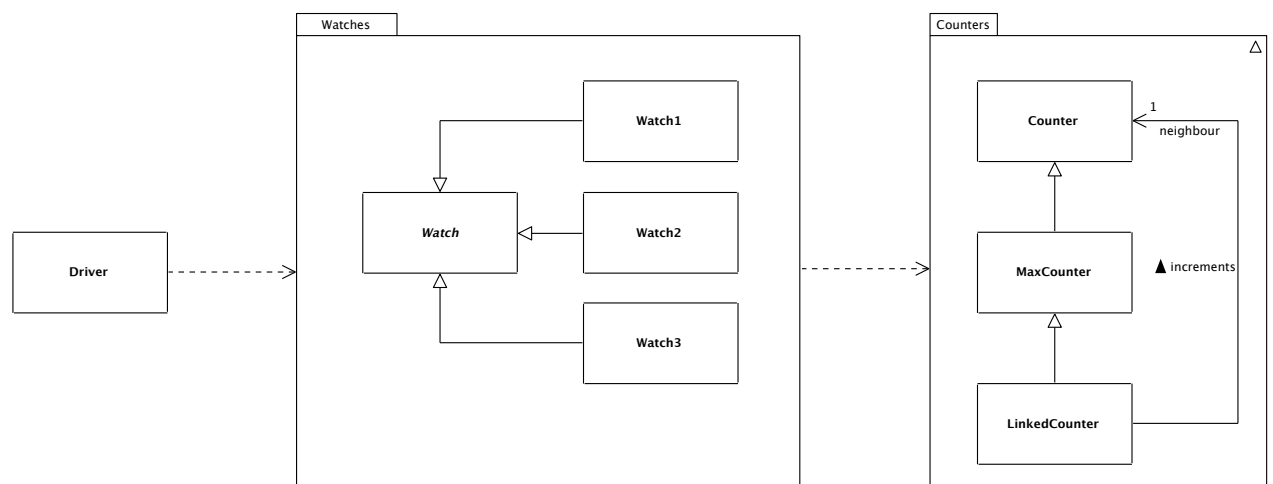 Watches
Counters
Watch1
Counter
1
neighbour
Watch
Watch2
Driver
MaxCounter
increments
Watch3
LinkedCounter